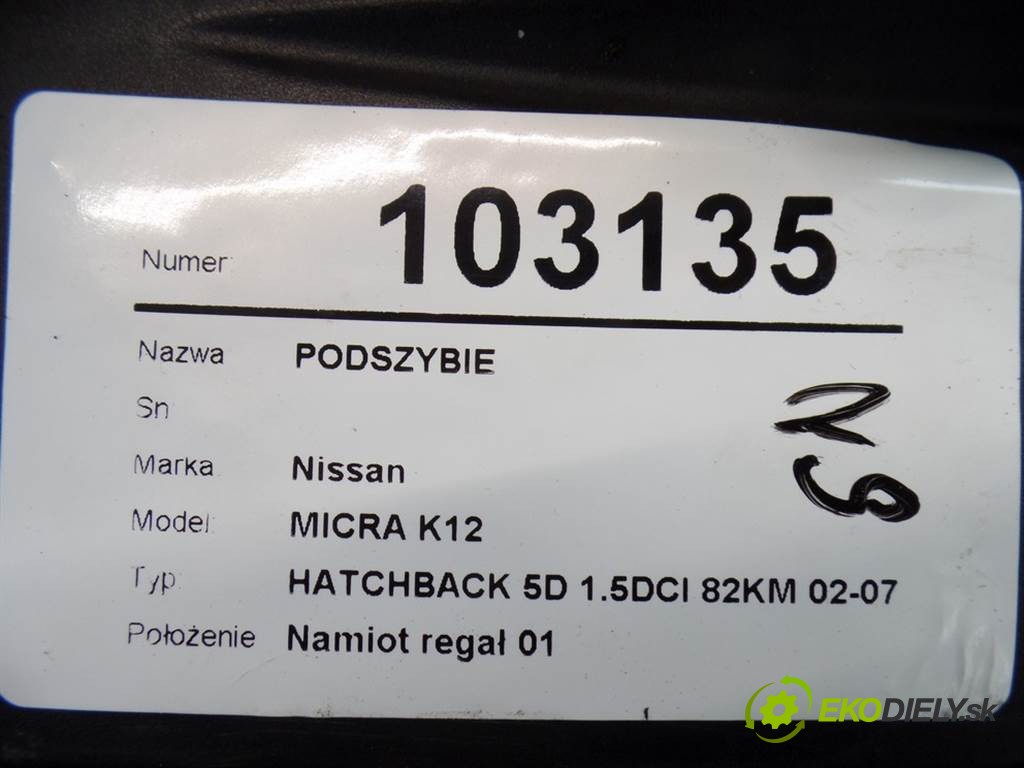 Numer 103135
Nazwa PODSZYBIE
Sn
Marka Nissan
Model: MICRA K12
Typ: HATCHBACK 5D 1.5DCI 82KM 02-07
Położenie Namiot regał 01
EKODIELY.sk